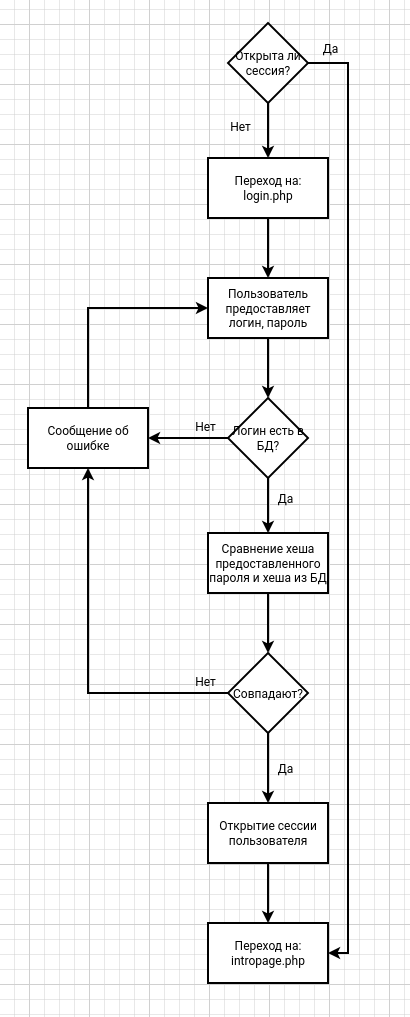 Открыта ли
сессия?
Да
Нет
Переход на:
login.php
Пользователь
предоставляет
логин, пароль
Логин есть в
БД?
Нет
Сообщение об
ошибке
Да
Сравнение хеша
предоставленного
пароля и хеша из БД
Совпадают?
Нет
Да
Открытие сессии
пользователя
Переход на:
intropage.php